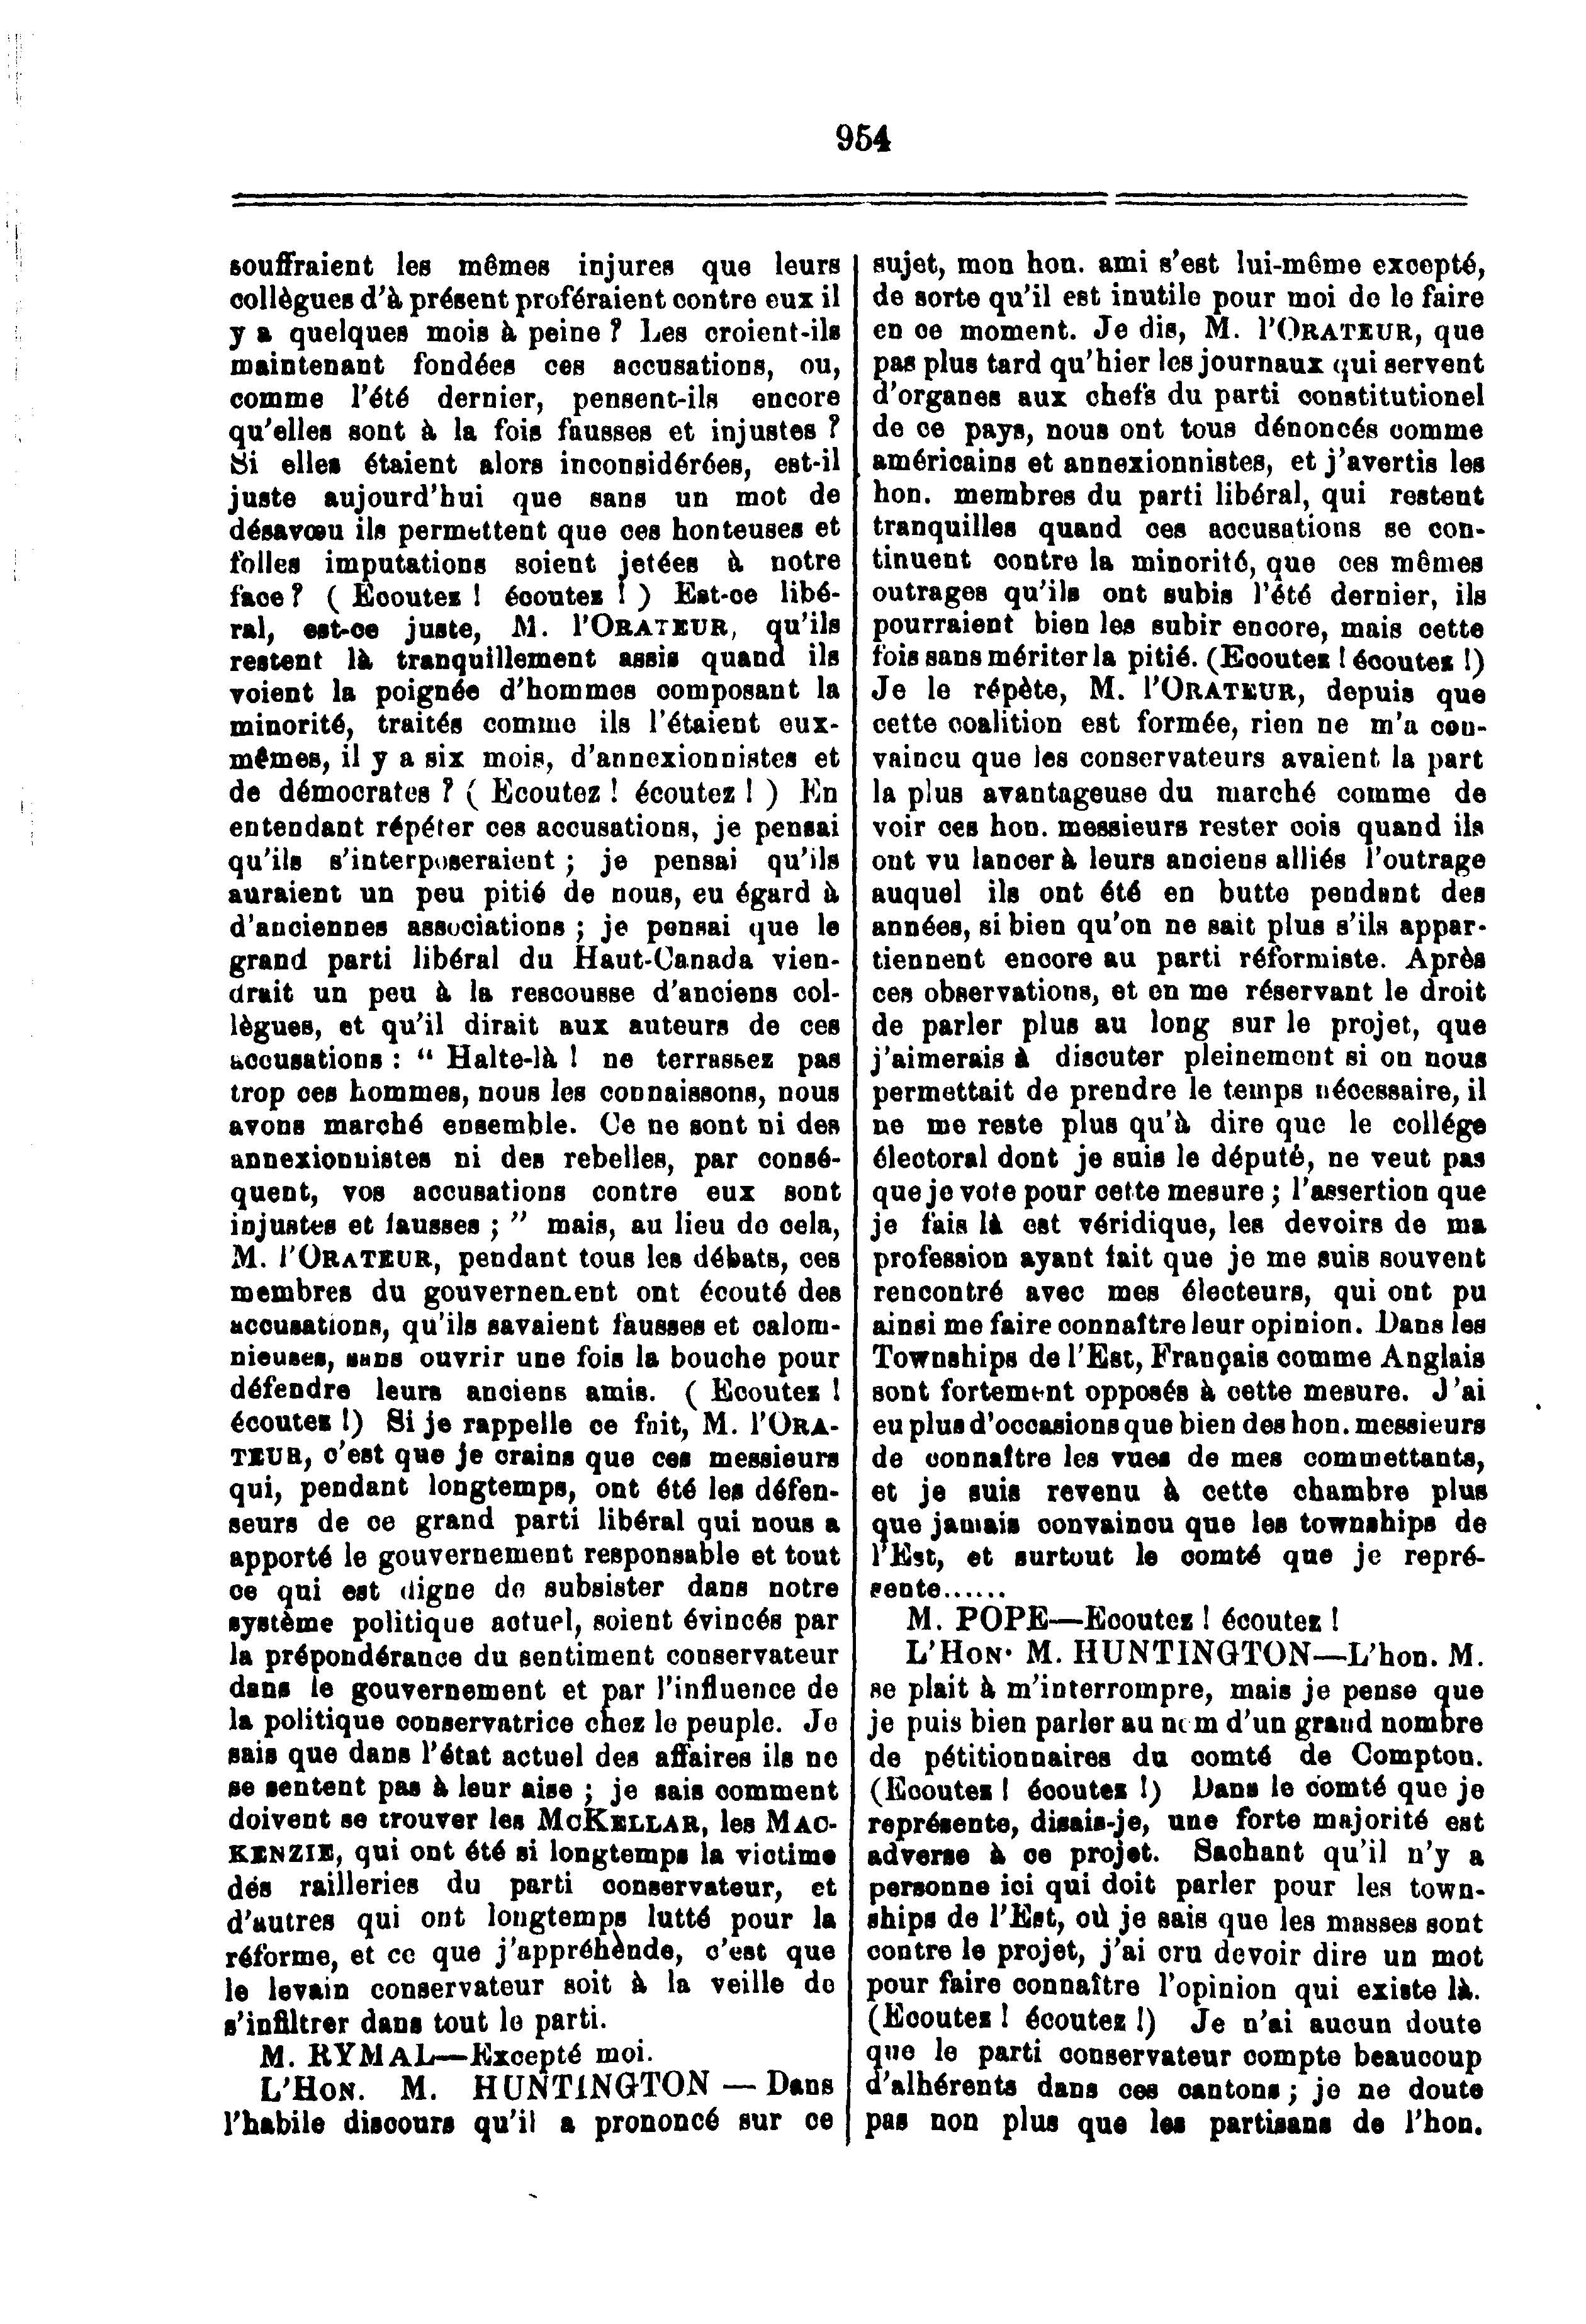 954
souffraient les mêmes injures que leurs
collègues d'à présent proféraient contre eux il
y a quelques mois à peine ? Les croient-ils
maintenant fondées ces accusations, ou,
comme l'été dernier, pensent-ils encore
qu'elles sont à la fois fausses et injustes ?
Si elles étaient alors inconsidérées, est-il
juste aujourd'hui que sans un mot de
désavœu ils permettent que ces honteuses et
folles imputations soient jetées à notre
face ? ( Ecoutez ! écoutez ! ) Est-ce libé-
ral, est-ce juste, M. l'ORATEUR, qu'ils
restent là tranquillement assis quand ils
voient la poignée d'hommes composant la
minorité, traités comme ils l'étaient eux-
mêmes, il y a six mois, d'annexionnistes et
de démocrates ? ( Ecoutez ! écoutez ! ) En
entendant répéter ces accusations, je pensai
qu'ils s'interposeraient ; je pensai qu'ils
auraient un peu pitié de nous, eu égard à
d'anciennes associations ; je pensai que le
grand parti libéral du Haut-Canada vien-
drait un peu à la rescousse d'anciens col-
lègues, et qu'il dirait aux auteurs de ces
accusations : “ Halte-là ! ne terrassez pas
trop ces hommes, nous les connaissons, nous
avons marché ensemble. Ce ne sont ni des
annexionnistes ni des rebelles, par consé-
quent, vos accusations contre eux sont
injustes et fausses ; ” mais, au lieu de cela,
M. l'ORATEUR, pendant tous les débats, ces
membres du gouvernement ont écouté des
accusations, qu'ils savaient fausses et calom-
nieuses, sans ouvrir une fois la bouche pour
défendre leurs anciens amis. ( Ecoutez !
écoutez !) Si je rappelle ce fait, M. l'ORA-
TEUR, c'est que je crains que ces messieurs
qui, pendant longtemps, ont été les défen-
seurs de ce grand parti libéral qui nous a
apporté le gouvernement responsable et tout
ce qui est digne de subsister dans notre
système politique actuel, soient évincés par
la prépondérance du sentiment conservateur
dans le gouvernement et par l'influence de
la politique conservatrice chez le peuple. Je
sais que dans l'état actuel des affaires ils ne
se sentent pas à leur aise ; je sais comment
doivent se trouver les McKELLAR, les MAC-
KENZIE, qui ont été si longtemps la victime
dés railleries du parti conservateur, et
d'autres qui ont longtemps lutté pour la
réforme, et ce que j'appréhènde, c'est que
le levain conservateur soit à la veille de
s'infiltrer dans tout le parti.
M. RYMAL—Excepté moi.
L'HON. M. HUNTINGTON — Dans
l'habile discours qu'il a prononcé sur ce
sujet, mon hon. ami s'est lui-même excepté,
de sorte qu'il est inutile pour moi de le faire
en ce moment. Je dis, M. l'ORATEUR, que
pas plus tard qu'hier les journaux qui servent
d'organes aux chefs du parti constitutionel
de ce pays, nous ont tous dénoncés comme
américains et annexionnistes, et j'avertis les
hon. membres du parti libéral, qui restent
tranquilles quand ces accusations se con-
tinuent contre la minorité, que ces mêmes
outrages qu'ils ont subis l'été dernier, ils
pourraient bien les subir encore, mais cette
fois sans mériter la pitié. (Ecoutez ! écoutez !)
Je le répète, M. l'ORATEUR, depuis que
cette coalition est formée, rien ne m'a con-
vaincu que les conservateurs avaient la part
la plus avantageuse du marché comme de
voir ces hon. messieurs rester cois quand ils
ont vu lancer à leurs anciens alliés l'outrage
auquel ils ont été en butte pendant des
années, si bien qu'on ne sait plus s'ils appar-
tiennent encore au parti réformiste. Après
ces observations, et en me réservant le droit
de parler plus au long sur le projet, que
j'aimerais à discuter pleinement si on nous
permettait de prendre le temps nécessaire, il
ne me reste plus qu'à dire que le collége
électoral dont je suis le député, ne veut pas
que je vote pour cette mesure ; l'assertion que
je fais là est véridique, les devoirs de ma
profession ayant fait que je me suis souvent
rencontré avec mes électeurs, qui ont pu
ainsi me faire connaître leur opinion. Dans les
Townships de l'Est, Français comme Anglais
sont fortement opposés à cette mesure. J'ai
eu plus d'occasions que bien des hon. messieurs
de connaître les vues de mes commettants,
et je suis revenu à cette chambre plus
que jamais convaincu que les townships de
l'Est, et surtout le comté que je repré-
sente......
M. POPE—Ecoutez ! écoutez !
L'HON. M. HUNTINGTON—L'hon. M.
se plait à m'interrompre, mais je pense que
je puis bien parler au nom d'un grand nombre
de pétitionnaires du comté de Compton.
(Ecoutez ! écoutez !) Dans le comté que je
représente, disais-je, une forte majorité est
adverse à ce projet. Sachant qu'il n'y a
personne ici qui doit parler pour les town-
ships de l'Est, où je sais que les masses sont
contre le projet, j'ai cru devoir dire un mot
pour faire connaître l'opinion qui existe là.
(Ecoutez ! écoutez !) Je n'ai aucun doute
que le parti conservateur compte beaucoup
d'alhérents dans ces cantons ; je ne doute
pas non plus que les partisans de l'hon.